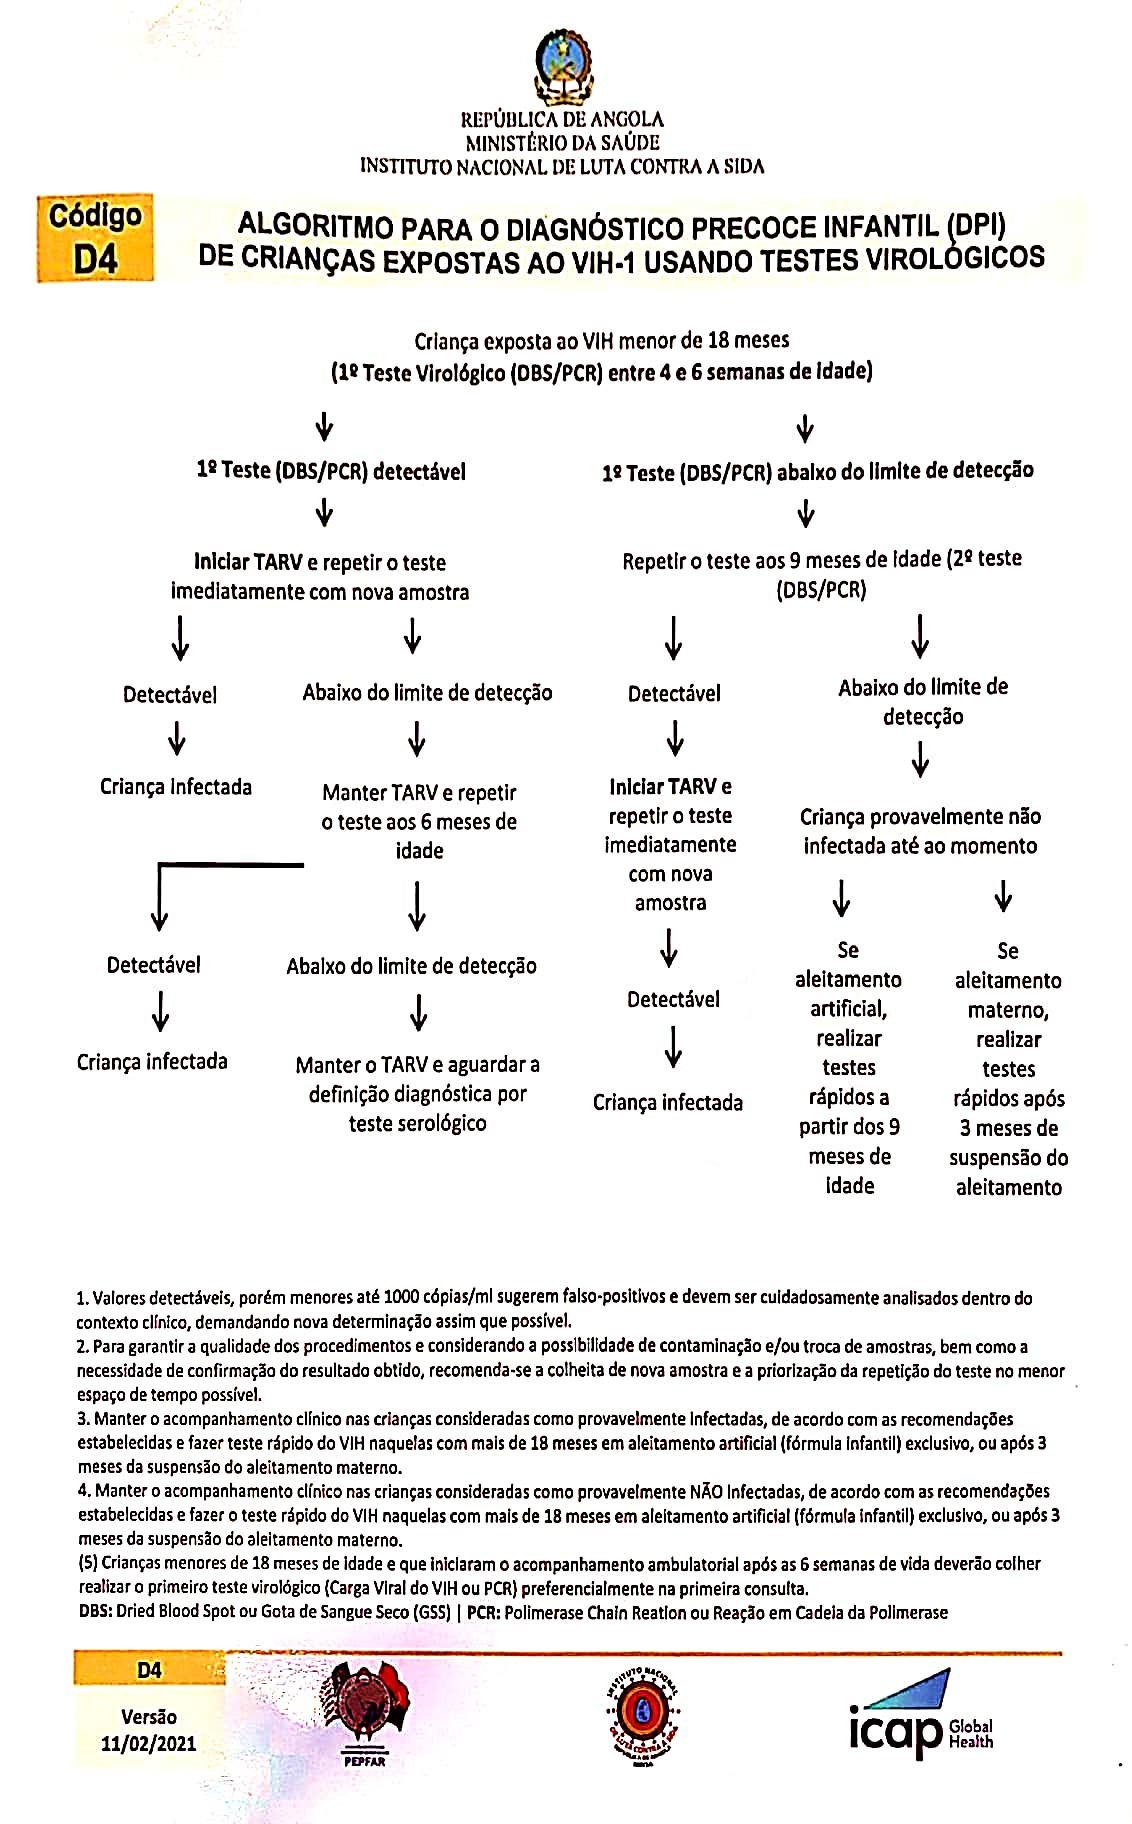 REPÚBLICA DE ANGOLA
MINISTÉRIO DA SAÚDE
INSTITUTO NACIONAL DE LUTA CONTRA A SIDA
Código
D4
ALGORITMO PARA O DIAGNÓSTICO PRECOCE INFANTIL (DPI)
DE CRIANÇAS EXPOSTAS AO VIH-1 USANDO TESTES VIROLÓGICOS
Criança exposta ao VIH menor de 18 meses
(1º Teste Virológico (DBS/PCR) entre 4 e 6 semanas de idade)
1º Teste (DBS/PCR) detectável
Iniciar TARV e repetir o teste
imediatamente com nova amostra
Detectável
Criança infectada
Abaixo do limite de detecção
Manter TARV e repetir
o teste aos 6 meses de
idade
Detectável
Criança infectada
Abaixo do limite de detecção
Manter o TARV e aguardar a
definição diagnóstica por
teste serológico
1º Teste (DBS/PCR) abaixo do limite de detecção
Repetir o teste aos 9 meses de idade (2º teste
(DBS/PCR)
Detectável
Iniciar TARV e
repetir o teste
imediatamente
com nova
amostra
Detectável
Criança infectada
Abaixo do limite de
detecção
Criança provavelmente não
infectada até ao momento
Se
aleitamento
artificial,
realizar
testes
rápidos a
partir dos 9
meses de
idade
Se
aleitamento
materno,
realizar
testes
rápidos após
3 meses de
suspensão do
aleitamento
1. Valores detectáveis, porém menores até 1000 cópias/ml sugerem falso-positivos e devem ser cuidadosamente analisados dentro do
contexto clínico, demandando nova determinação assim que possível.
2. Para garantir a qualidade dos procedimentos e considerando a possibilidade de contaminação e/ou troca de amostras, bem como a
necessidade de confirmação do resultado obtido, recomenda-se a colheita de nova amostra e a priorização da repetição do teste no menor
espaço de tempo possível.
3. Manter o acompanhamento clínico nas crianças consideradas como provavelmente Infectadas, de acordo com as recomendações
estabelecidas e fazer teste rápido do VIH naquelas com mais de 18 meses em aleitamento artificial (fórmula infantil) exclusivo, ou após 3
meses da suspensão do aleitamento materno.
4. Manter o acompanhamento clínico nas crianças consideradas como provavelmente NÃO Infectadas, de acordo com as recomendações
estabelecidas e fazer o teste rápido do VIH naquelas com mais de 18 meses em aleitamento artificial (fórmula infantil) exclusivo, ou após 3
meses da suspensão do aleitamento materno.
(5) Crianças menores de 18 meses de idade e que iniciaram o acompanhamento ambulatorial após as 6 semanas de vida deverão colher
realizar o primeiro teste virológico (Carga Viral do VIH ou PCR) preferencialmente na primeira consulta.
DBS: Dried Blood Spot ou Gota de Sangue Seco (GSS) | PCR: Polimerase Chain Reation ou Reação em Cadeia da Polimerase
D4
Versão
11/02/2021
PEPFAR
INSTITUTO NACIONAL
DE LUTA CONTRA A SIDA
icap Global
Health